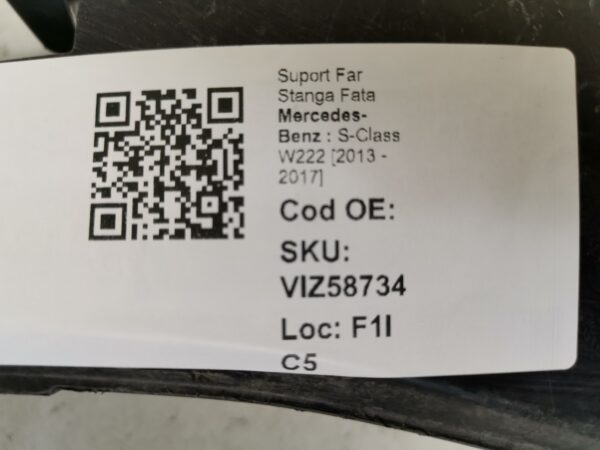 Suport Far
Stanga Fata
Mercedes-
Benz : S-Class
W222 [2013 -
2017]
Cod OE:
SKU:
VIZ58734
Loc: F1I
C5